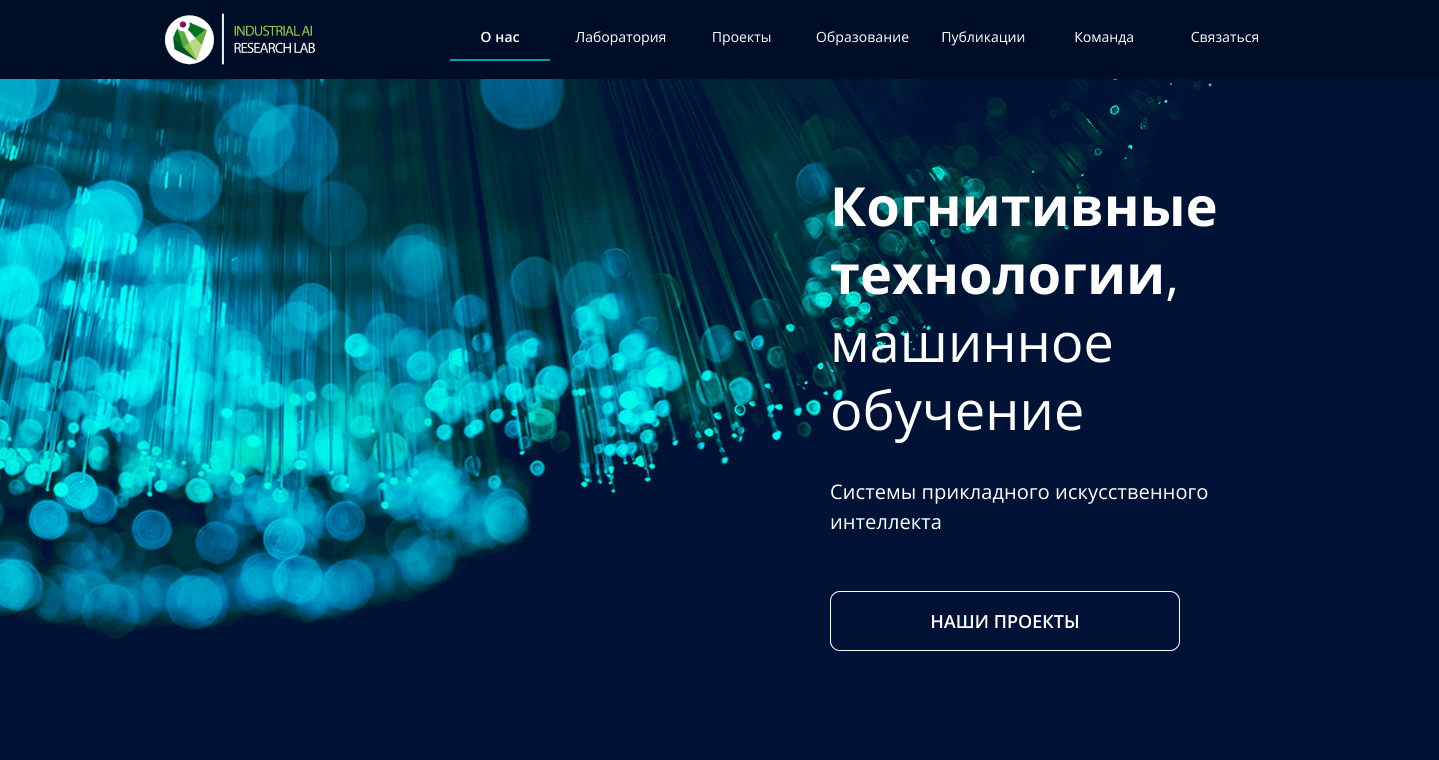 INDUSTRIAL AI
RESEARCH LAB
О нас
Лаборатория
Проекты
Образование
Публикации
Команда
Связаться
Когнитивные
технологии,
машинное
обучение
Системы прикладного искусственного
интеллекта
НАШИ ПРОЕКТЫ